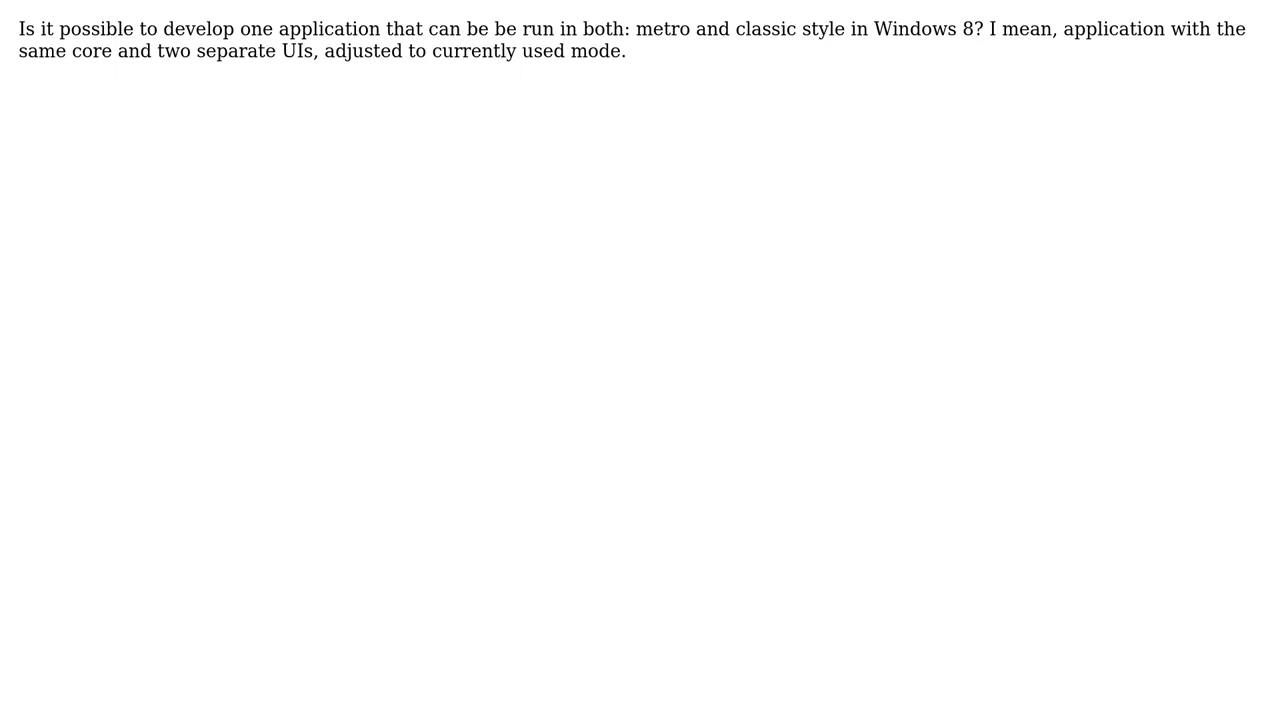 Is it possible to develop one application that can be be run in both: metro and classic style in Windows 8? I mean, application with the
same core and two separate UIs, adjusted to currently used mode.